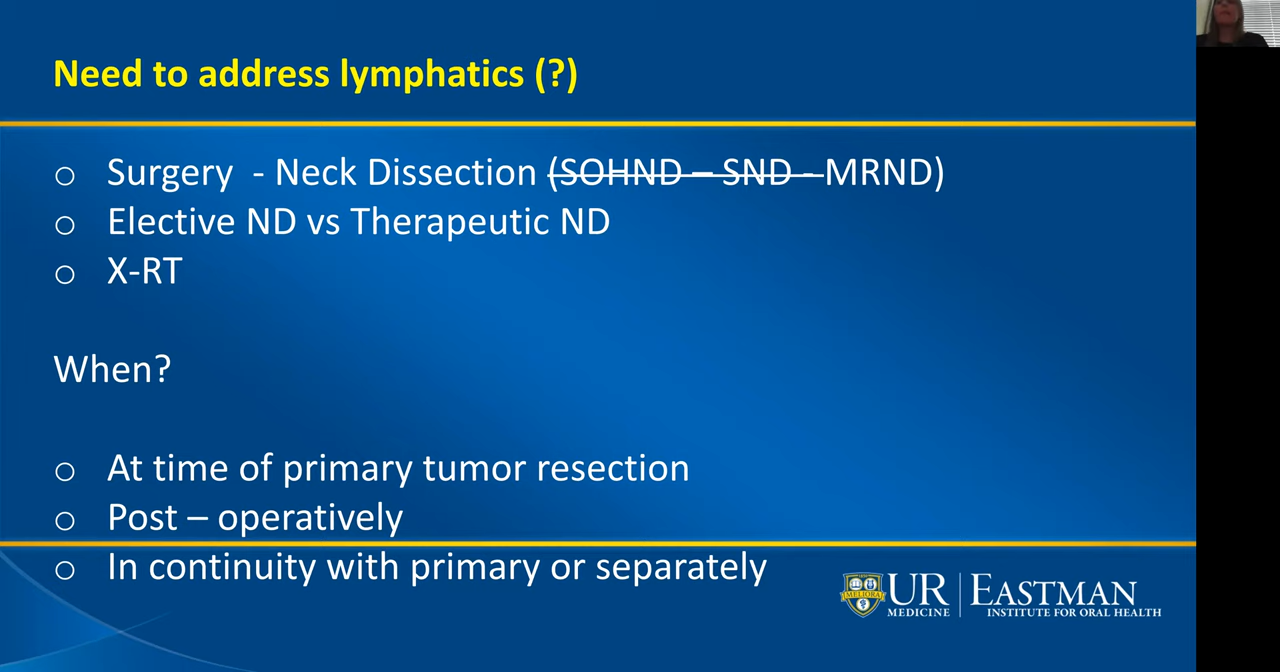 Need to address lymphatics (?)
o Surgery - Neck Dissection (SOHND – SND - MRND)
o Elective ND vs Therapeutic ND
o X-RT
When?
o At time of primary tumor resection
o Post – operatively
o In continuity with primary or separately
MELIORA
UR MEDICINE
EASTMAN INSTITUTE FOR ORAL HEALTH